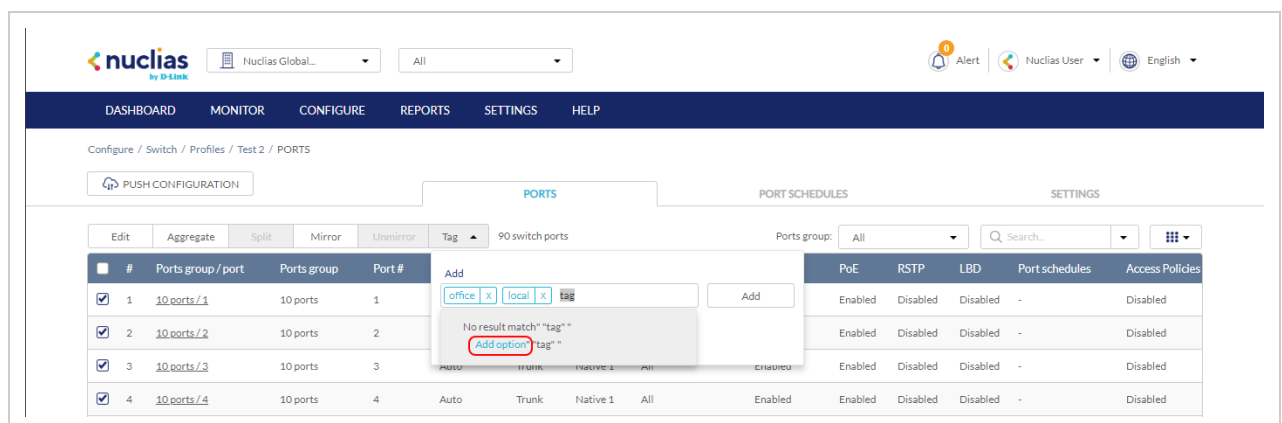 nuclias
by D-Link
Nuclias Global...
All
0
Alert
Nuclias User
English
DASHBOARD MONITOR CONFIGURE REPORTS SETTINGS HELP
Configure / Switch / Profiles / Test 2 / PORTS
PUSH CONFIGURATION
PORTS PORT SCHEDULES SETTINGS
Edit Aggregate Split Mirror Unmirror Tag 90 switch ports Ports group: All Search...
# Ports group / port Ports group Port # PoE RSTP LBD Port schedules Access Policies
Add
office x local x tag Add
No result match" "tag" "
Add option" "tag" "
1 10 ports / 1 10 ports 1 Enabled Disabled Disabled - Disabled
2 10 ports / 2 10 ports 2 Enabled Disabled Disabled - Disabled
3 10 ports / 3 10 ports 3 Auto Trunk Native 1 All Enabled Enabled Disabled Disabled - Disabled
4 10 ports / 4 10 ports 4 Auto Trunk Native 1 All Enabled Enabled Disabled Disabled - Disabled